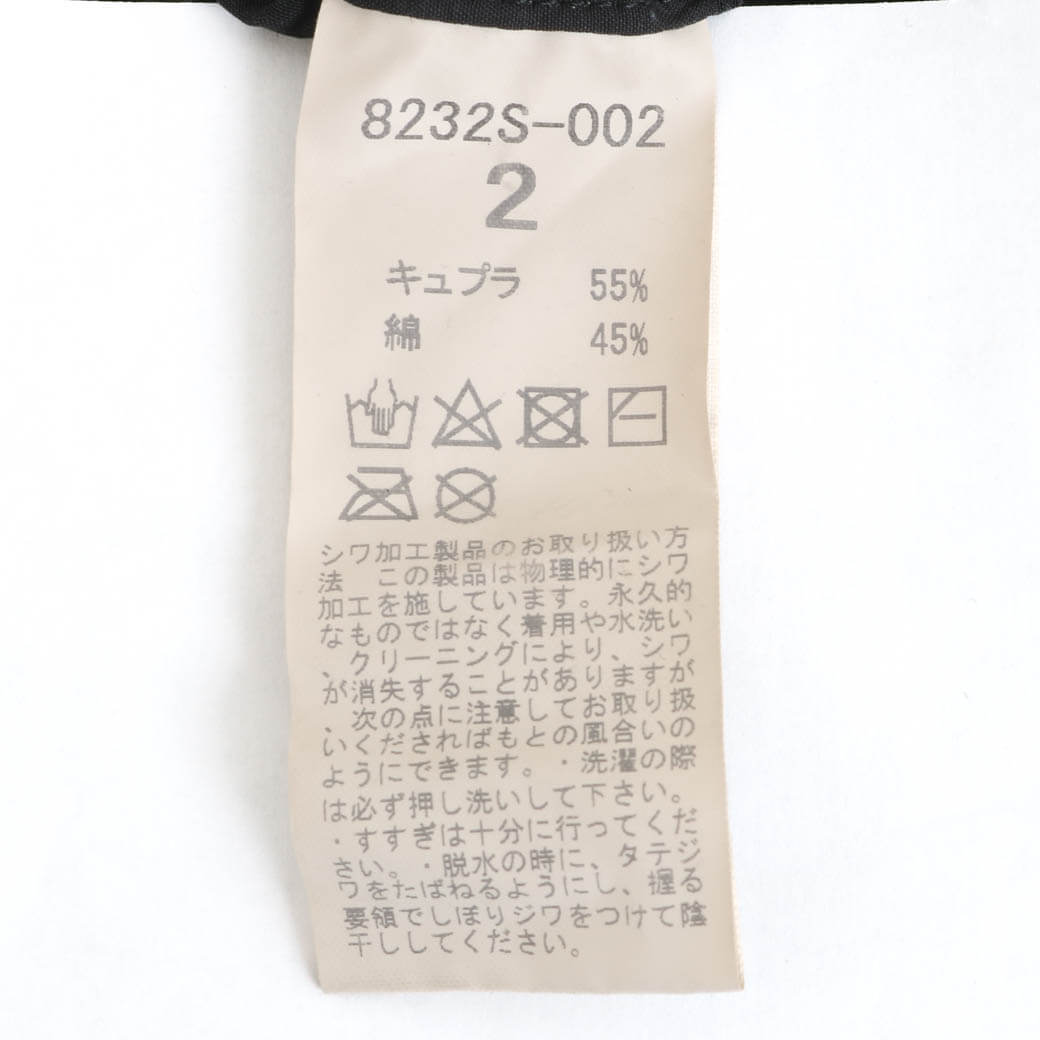 8232S-002
2
キュプラ 55%
綿 45%
シワ加工製品のお取り扱い方
法 この製品は物理的にシワ
加工を施しています。永久的
なものではなく着用や水洗い
、クリーニングにより、シワ
が消失することがありますが
、次の点に注意してお取り扱
いくださればもとの風合いの
ようにできます。・洗濯の際
は必ず押し洗いして下さい。
・すすぎは十分に行ってくだ
さい。・脱水の時に、タテジ
ワをたばねるようにし、握る
要領でしぼりジワをつけて陰
干ししてください。